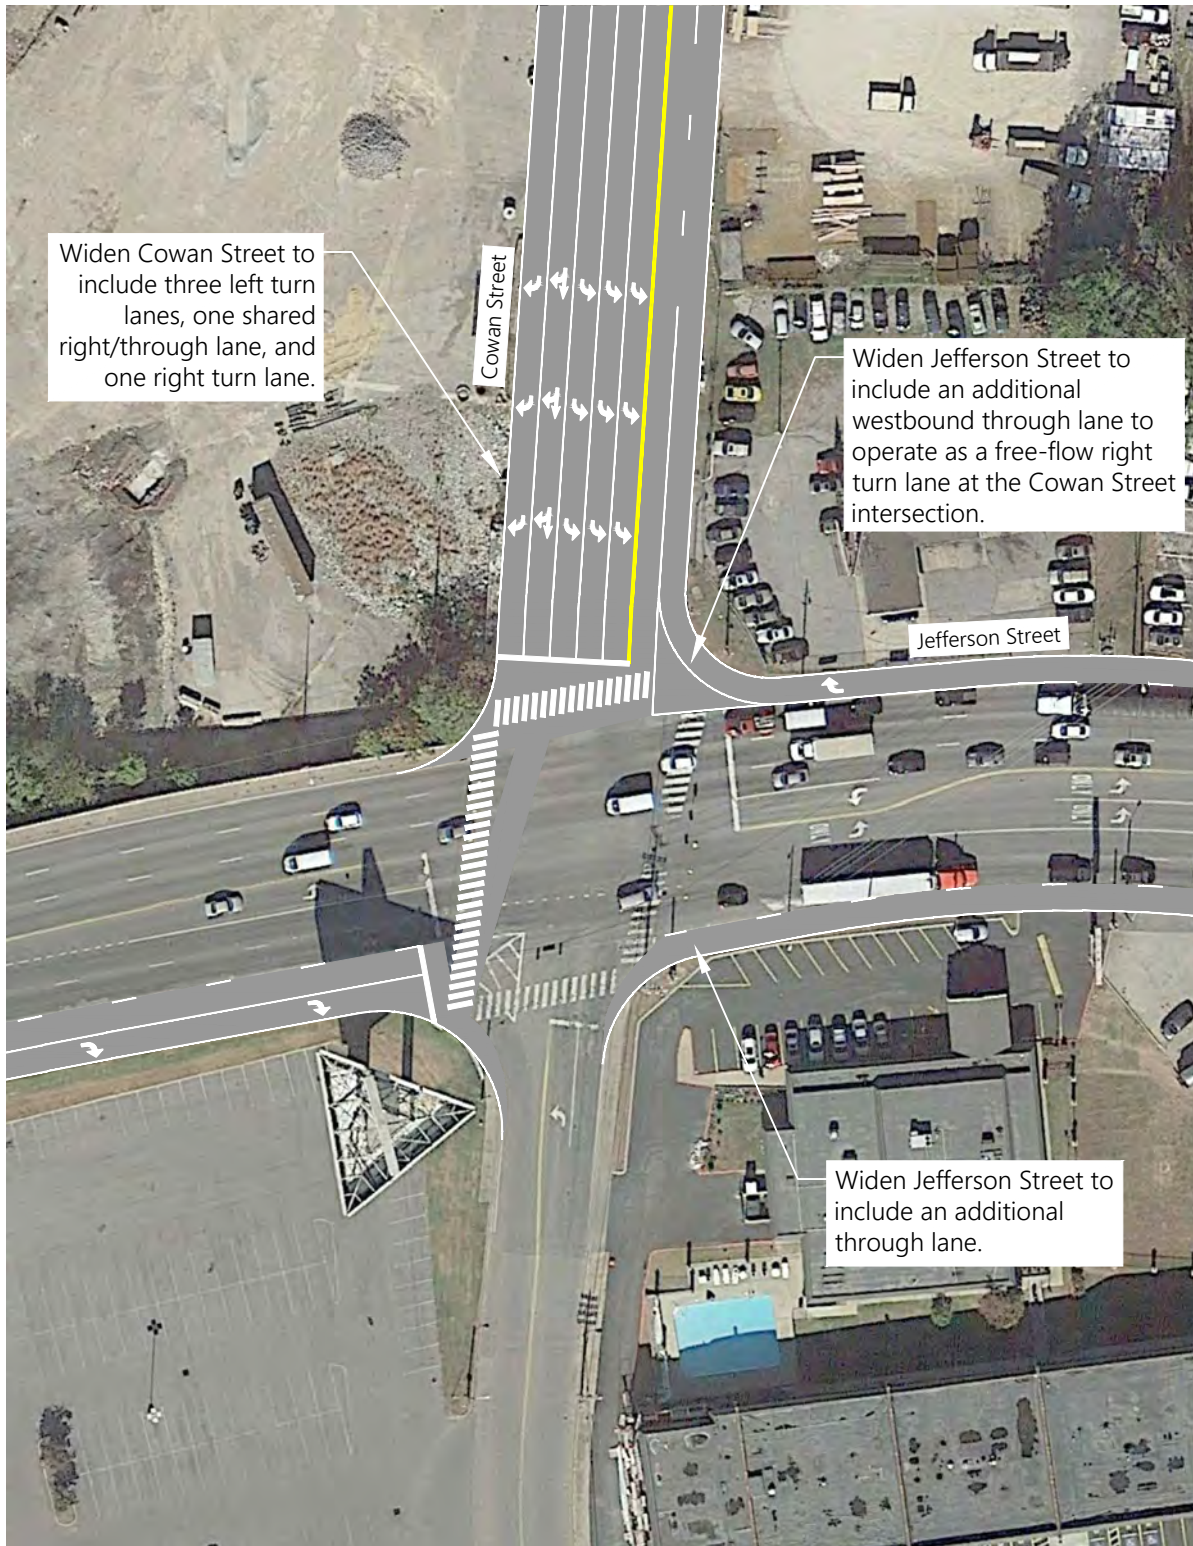 Widen Cowan Street to
include three left turn
lanes, one shared
right/through lane, and
one right turn lane.
Cowan Street
Widen Jefferson Street to
include an additional
westbound through lane to
operate as a free-flow right
turn lane at the Cowan Street
intersection.
Jefferson Street
Widen Jefferson Street to
include an additional
through lane.